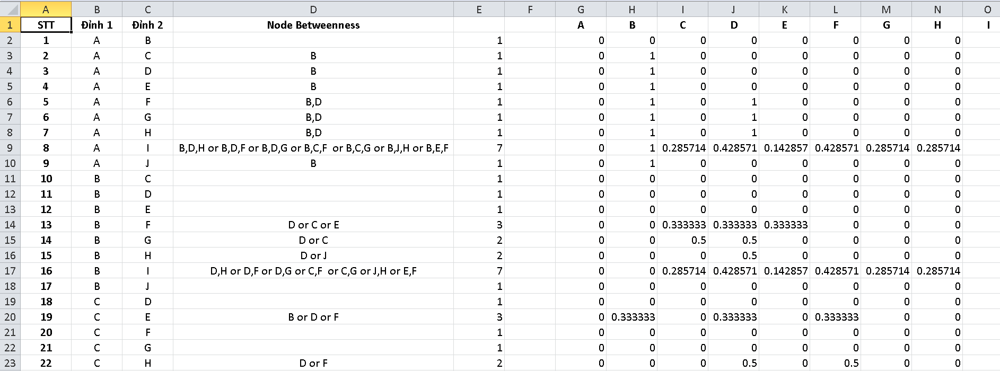 A B C D E F G H I J K L M N O
1 STT Đỉnh 1 Đỉnh 2 Node Betweenness A B C D E F G H I
2 1 A B 1 0 0 0 0 0 0 0 0
3 2 A C B 1 0 1 0 0 0 0 0 0
4 3 A D B 1 0 1 0 0 0 0 0 0
5 4 A E B 1 0 1 0 0 0 0 0 0
6 5 A F B,D 1 0 1 0 1 0 0 0 0
7 6 A G B,D 1 0 1 0 1 0 0 0 0
8 7 A H B,D 1 0 1 0 1 0 0 0 0
9 8 A I B,D,H or B,D,F or B,D,G or B,C,F or B,C,G or B,J,H or B,E,F 7 0 1 0.285714 0.428571 0.142857 0.428571 0.285714 0.285714
10 9 A J B 1 0 1 0 0 0 0 0 0
11 10 B C 1 0 0 0 0 0 0 0 0
12 11 B D 1 0 0 0 0 0 0 0 0
13 12 B E 1 0 0 0 0 0 0 0 0
14 13 B F D or C or E 3 0 0 0.333333 0.333333 0.333333 0 0 0
15 14 B G D or C 2 0 0 0.5 0.5 0 0 0 0
16 15 B H D or J 2 0 0 0 0.5 0 0 0 0
17 16 B I D,H or D,F or D,G or C,F or C,G or J,H or E,F 7 0 0 0.285714 0.428571 0.142857 0.428571 0.285714 0.285714
18 17 B J 1 0 0 0 0 0 0 0 0
19 18 C D 1 0 0 0 0 0 0 0 0
20 19 C E B or D or F 3 0 0.333333 0 0.333333 0 0.333333 0 0
21 20 C F 1 0 0 0 0 0 0 0 0
22 21 C G 1 0 0 0 0 0 0 0 0
23 22 C H D or F 2 0 0 0 0.5 0 0.5 0 0